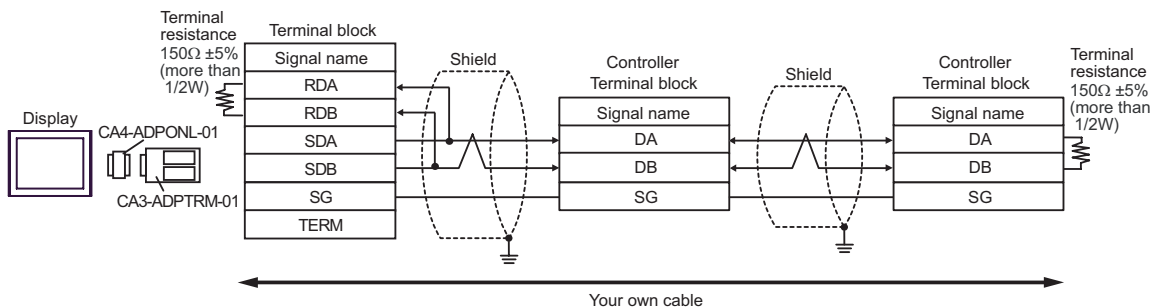 Terminal
resistance
150Ω ±5%
(more than
1/2W)
Display
CA4-ADPONL-01
CA3-ADPTRM-01
Terminal block
Signal name
RDA
RDB
SDA
SDB
SG
TERM
Shield
Controller
Terminal block
Signal name
DA
DB
SG
Shield
Controller
Terminal block
Signal name
DA
DB
SG
Terminal
resistance
150Ω ±5%
(more than
1/2W)
Your own cable